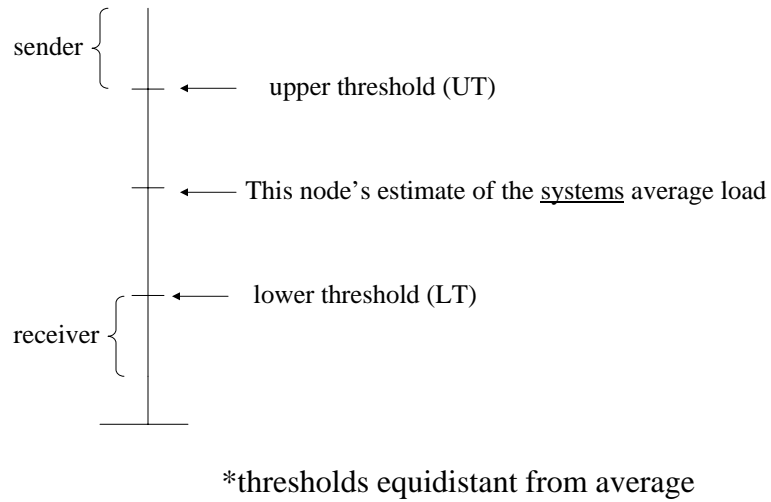 sender
upper threshold (UT)
This node’s estimate of the systems average load
lower threshold (LT)
receiver
*thresholds equidistant from average